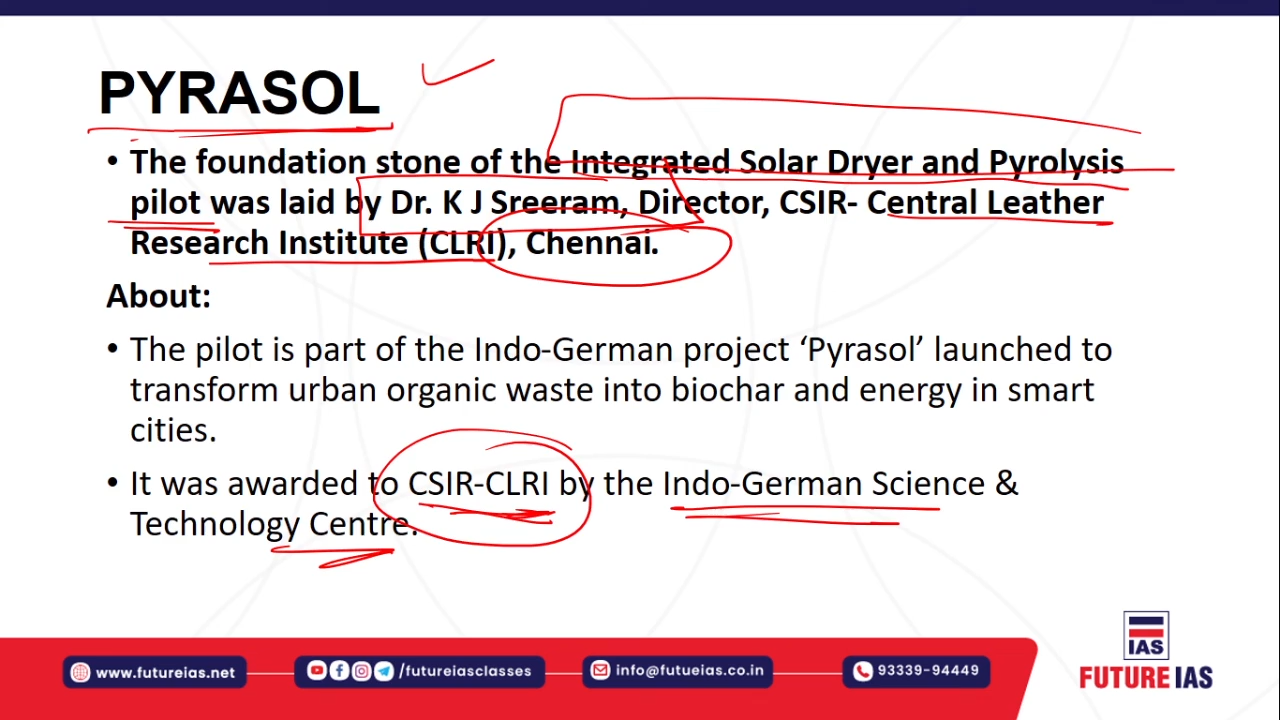 PYRASOL
• The foundation stone of the Integrated Solar Dryer and Pyrolysis
pilot was laid by Dr. K J Sreeram, Director, CSIR- Central Leather
Research Institute (CLRI), Chennai.
About:
• The pilot is part of the Indo-German project ‘Pyrasol’ launched to
transform urban organic waste into biochar and energy in smart
cities.
• It was awarded to CSIR-CLRI by the Indo-German Science &
Technology Centre.
www.futureias.net
/futureiasclasses
info@futueias.co.in
93339-94449
IAS
FUTURE IAS